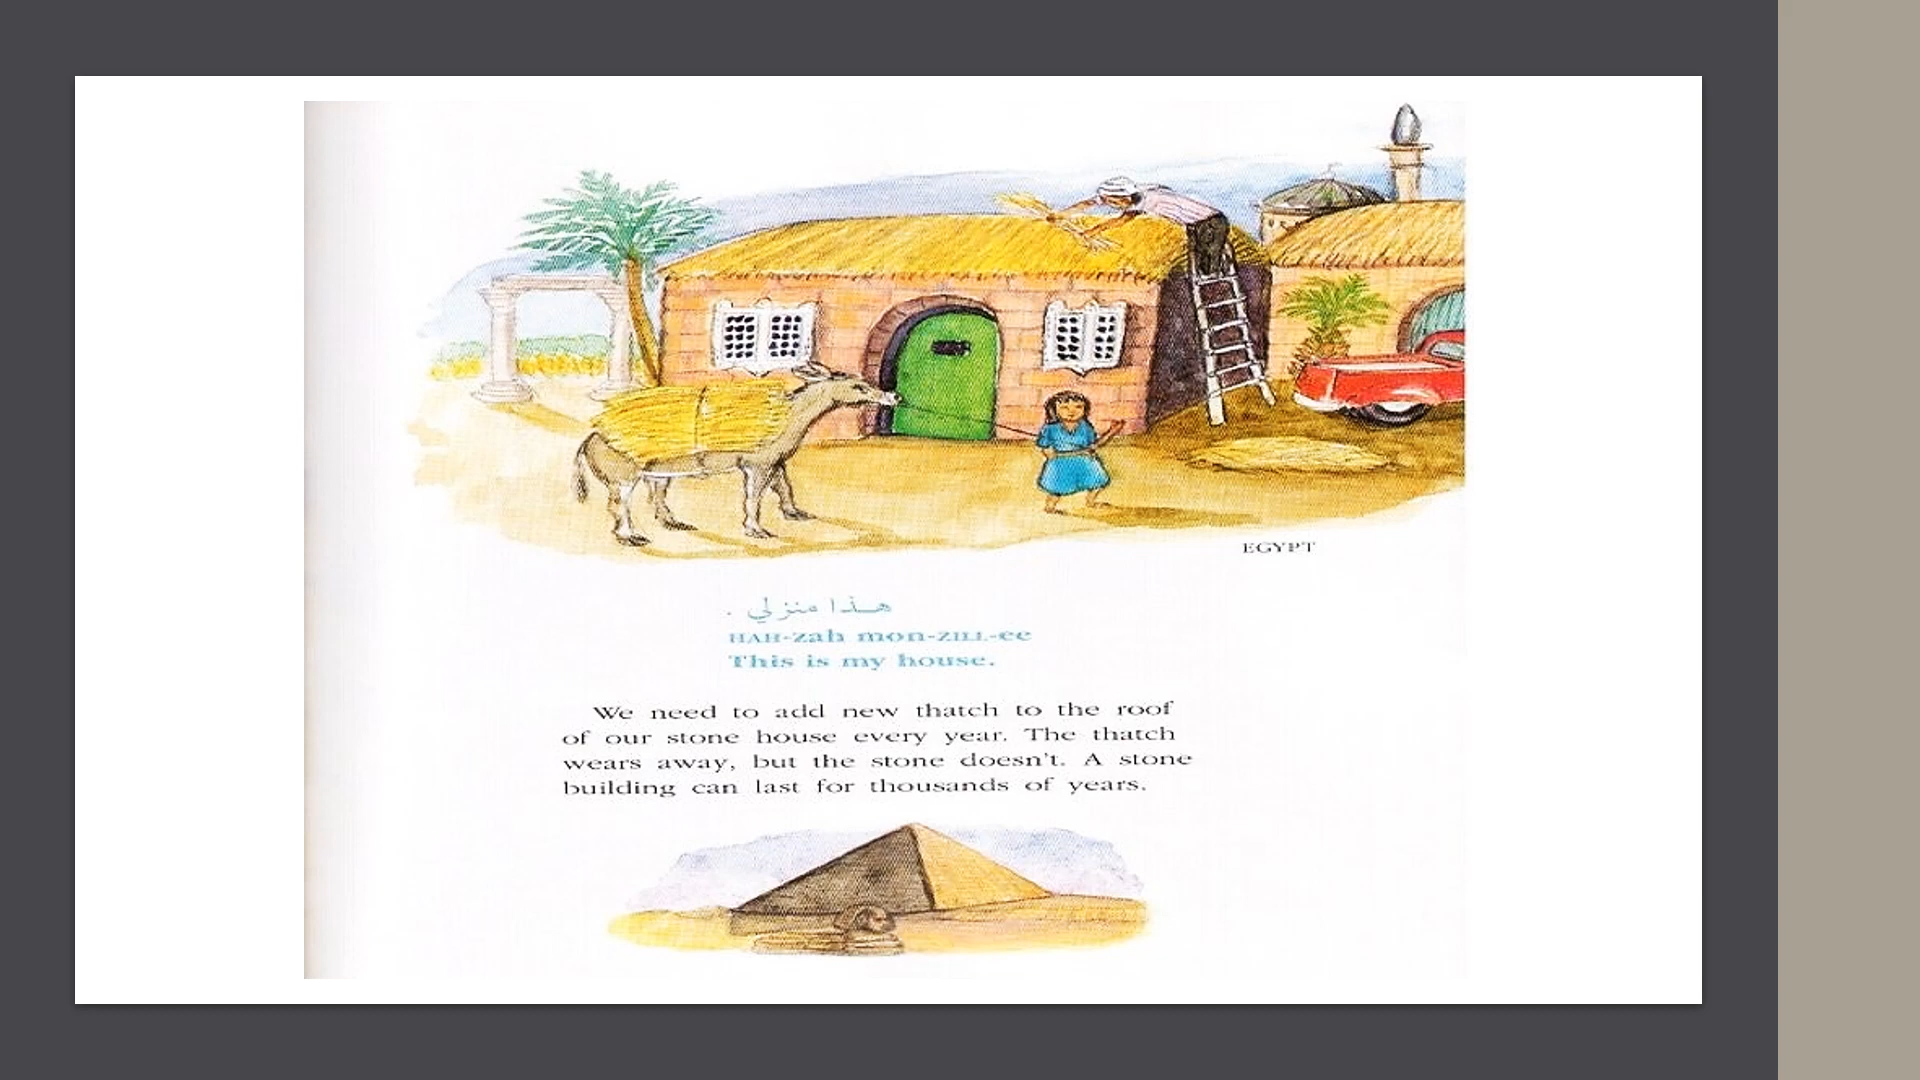 EGYPT
هذا منزلي .
HAH-zah mon-ZILL-ee
This is my house.
We need to add new thatch to the roof
of our stone house every year. The thatch
wears away, but the stone doesn't. A stone
building can last for thousands of years.